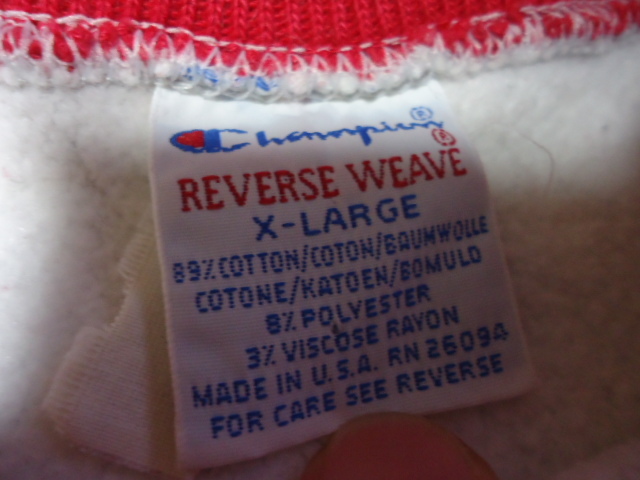 Champion®
®
REVERSE WEAVE
X-LARGE
89% COTTON/COTON/BAUMWOLLE
COTONE/KATOEN/BOMULD
8% POLYESTER
3% VISCOSE RAYON
MADE IN U.S.A. RN 26094
FOR CARE SEE REVERSE